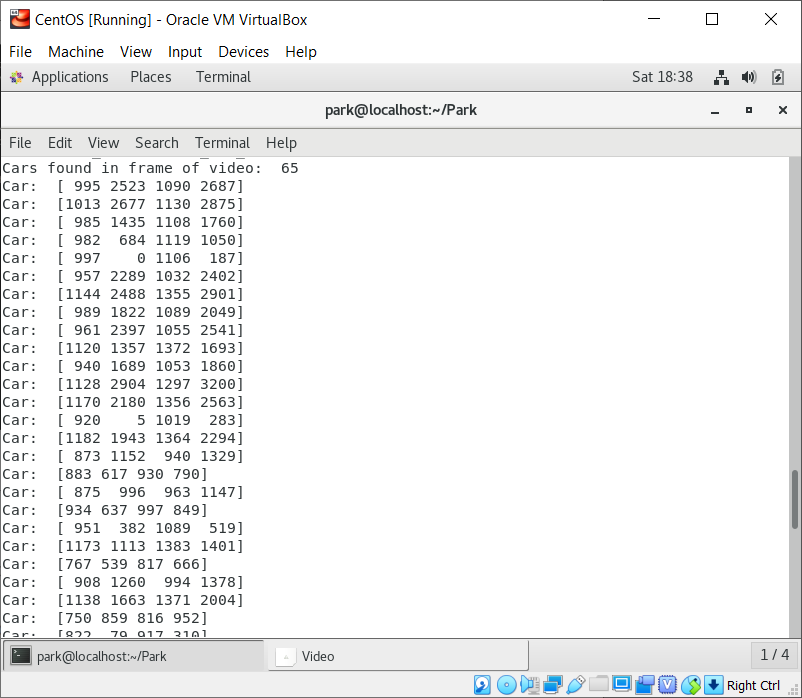 CentOS [Running] - Oracle VM VirtualBox
File Machine View Input Devices Help
Applications Places Terminal Sat 18:38
park@localhost:~/Park
File Edit View Search Terminal Help
Cars found in frame of video:  65
Car:  [ 995 2523 1090 2687]
Car:  [1013 2677 1130 2875]
Car:  [ 985 1435 1108 1760]
Car:  [ 982  684 1119 1050]
Car:  [ 997    0 1106  187]
Car:  [ 957 2289 1032 2402]
Car:  [1144 2488 1355 2901]
Car:  [ 989 1822 1089 2049]
Car:  [ 961 2397 1055 2541]
Car:  [1120 1357 1372 1693]
Car:  [ 940 1689 1053 1860]
Car:  [1128 2904 1297 3200]
Car:  [1170 2180 1356 2563]
Car:  [ 920    5 1019  283]
Car:  [1182 1943 1364 2294]
Car:  [ 873 1152  940 1329]
Car:  [883 617 930 790]
Car:  [ 875  996  963 1147]
Car:  [934 637 997 849]
Car:  [ 951  382 1089  519]
Car:  [1173 1113 1383 1401]
Car:  [767 539 817 666]
Car:  [ 908 1260  994 1378]
Car:  [1138 1663 1371 2004]
Car:  [750 859 816 952]
Car:  [822  79 917 310]
park@localhost:~/Park Video 1 / 4
Right Ctrl